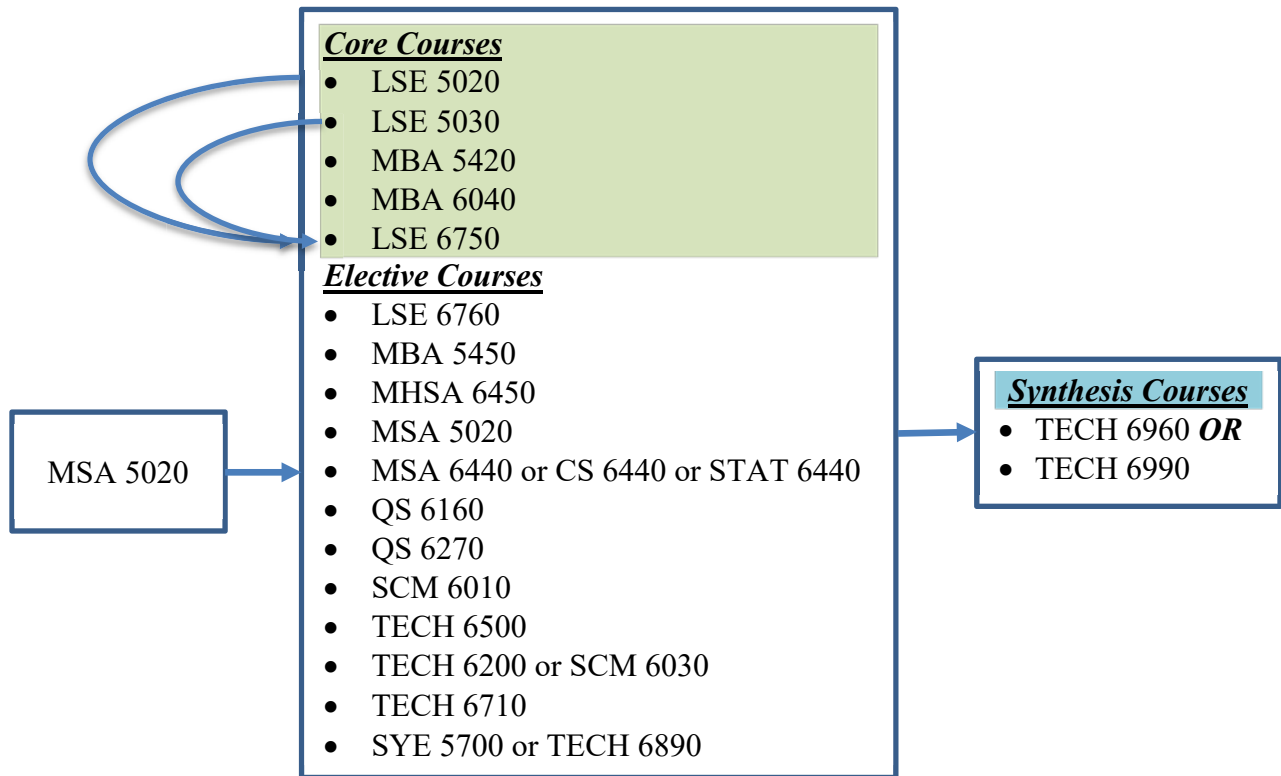 Core Courses
• LSE 5020
• LSE 5030
• MBA 5420
• MBA 6040
• LSE 6750
Elective Courses
• LSE 6760
• MBA 5450
• MHSA 6450
• MSA 5020
• MSA 6440 or CS 6440 or STAT 6440
• QS 6160
• QS 6270
• SCM 6010
• TECH 6500
• TECH 6200 or SCM 6030
• TECH 6710
• SYE 5700 or TECH 6890
MSA 5020
Synthesis Courses
• TECH 6960 OR
• TECH 6990